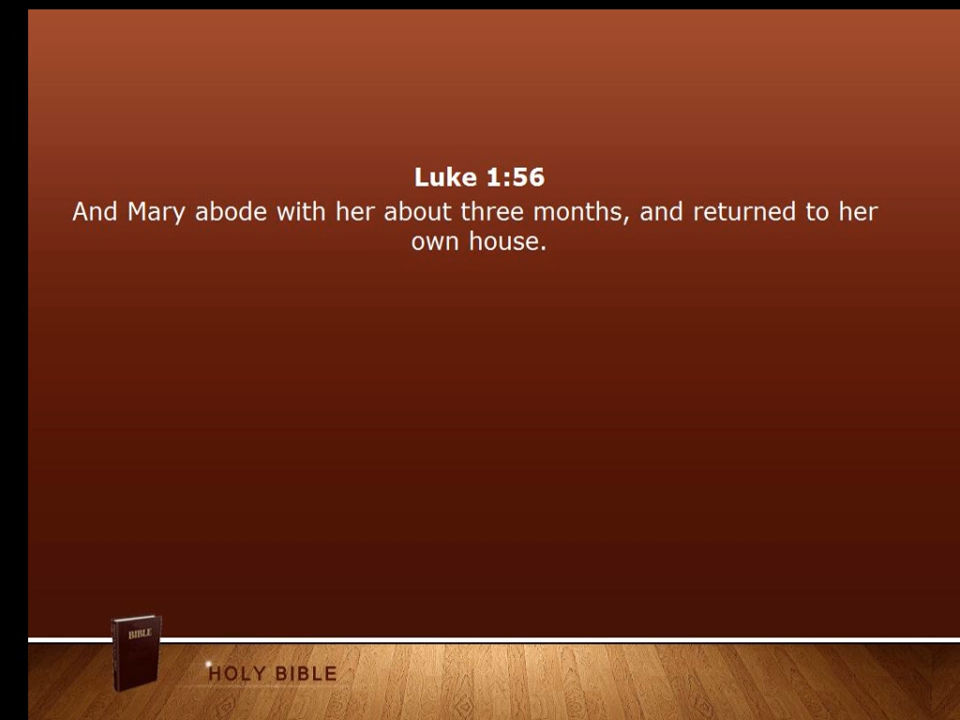 Luke 1:56
And Mary abode with her about three months, and returned to her
own house.
BIBLE
HOLY BIBLE